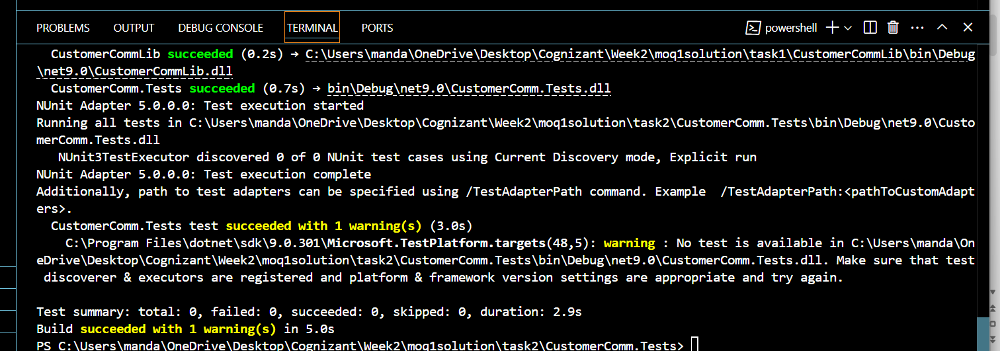 PROBLEMS OUTPUT DEBUG CONSOLE TERMINAL PORTS powershell
CustomerCommLib succeeded (0.2s) → C:\Users\manda\OneDrive\Desktop\Cognizant\Week2\moq1solution\task1\CustomerCommLib\bin\Debug
\net9.0\CustomerCommLib.dll
CustomerComm.Tests succeeded (0.7s) → bin\Debug\net9.0\CustomerComm.Tests.dll
NUnit Adapter 5.0.0.0: Test execution started
Running all tests in C:\Users\manda\OneDrive\Desktop\Cognizant\Week2\moq1solution\task2\CustomerComm.Tests\bin\Debug\net9.0\Custo
merComm.Tests.dll
NUnit3TestExecutor discovered 0 of 0 NUnit test cases using Current Discovery mode, Explicit run
NUnit Adapter 5.0.0.0: Test execution complete
Additionally, path to test adapters can be specified using /TestAdapterPath command. Example  /TestAdapterPath:<pathToCustomAdapt
ers>.
CustomerComm.Tests test succeeded with 1 warning(s) (3.0s)
C:\Program Files\dotnet\sdk\9.0.301\Microsoft.TestPlatform.targets(48,5): warning : No test is available in C:\Users\manda\On
eDrive\Desktop\Cognizant\Week2\moq1solution\task2\CustomerComm.Tests\bin\Debug\net9.0\CustomerComm.Tests.dll. Make sure that test
discoverer & executors are registered and platform & framework version settings are appropriate and try again.
Test summary: total: 0, failed: 0, succeeded: 0, skipped: 0, duration: 2.9s
Build succeeded with 1 warning(s) in 5.0s
PS C:\Users\manda\OneDrive\Desktop\Cognizant\Week2\moq1solution\task2\CustomerComm.Tests>